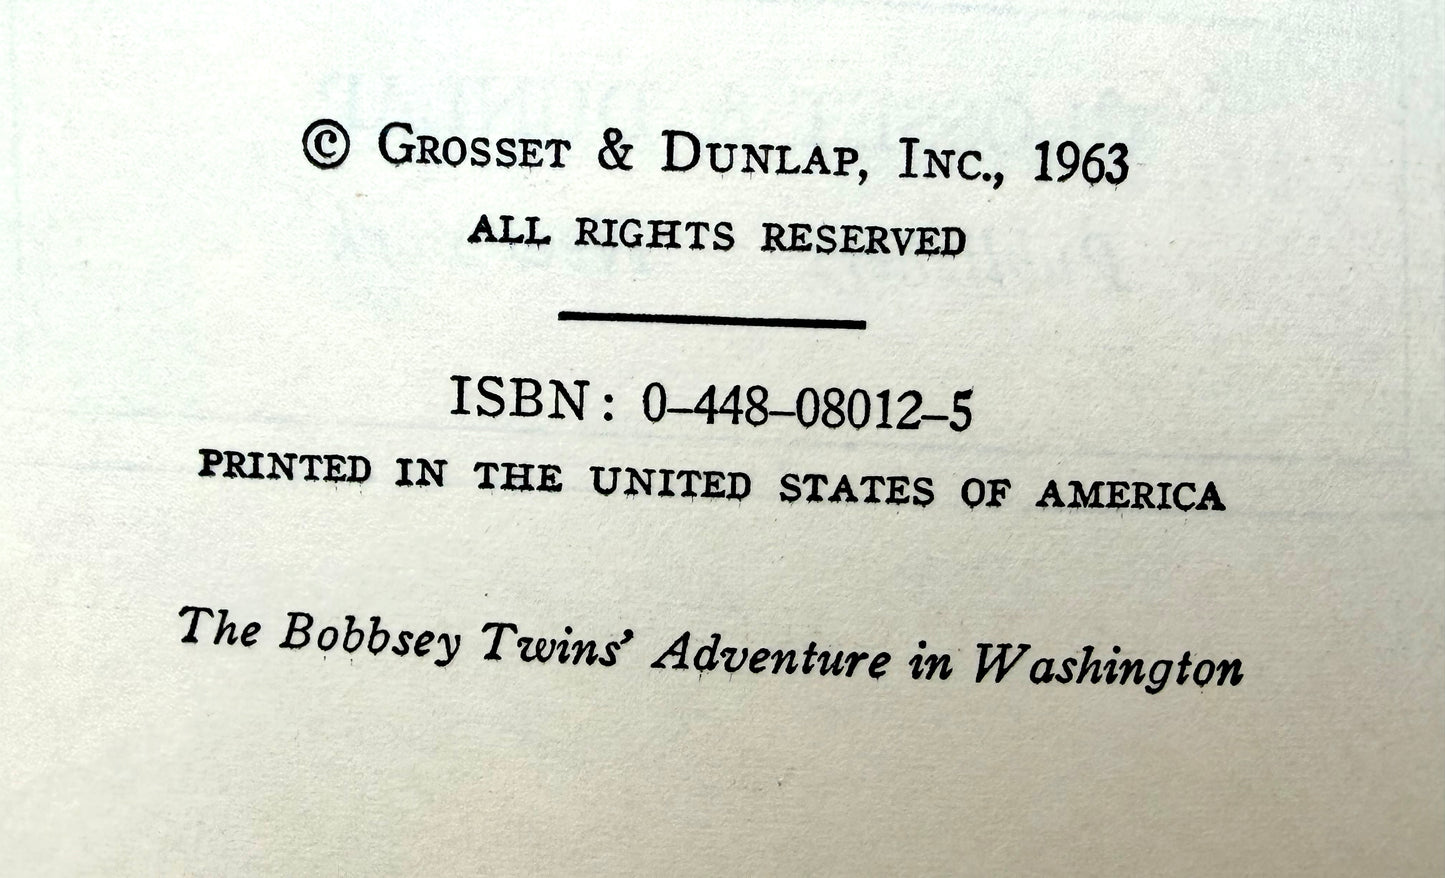 © Grosset & Dunlap, Inc., 1963
ALL RIGHTS RESERVED
ISBN: 0-448-08012-5
PRINTED IN THE UNITED STATES OF AMERICA
The Bobbsey Twins' Adventure in Washington